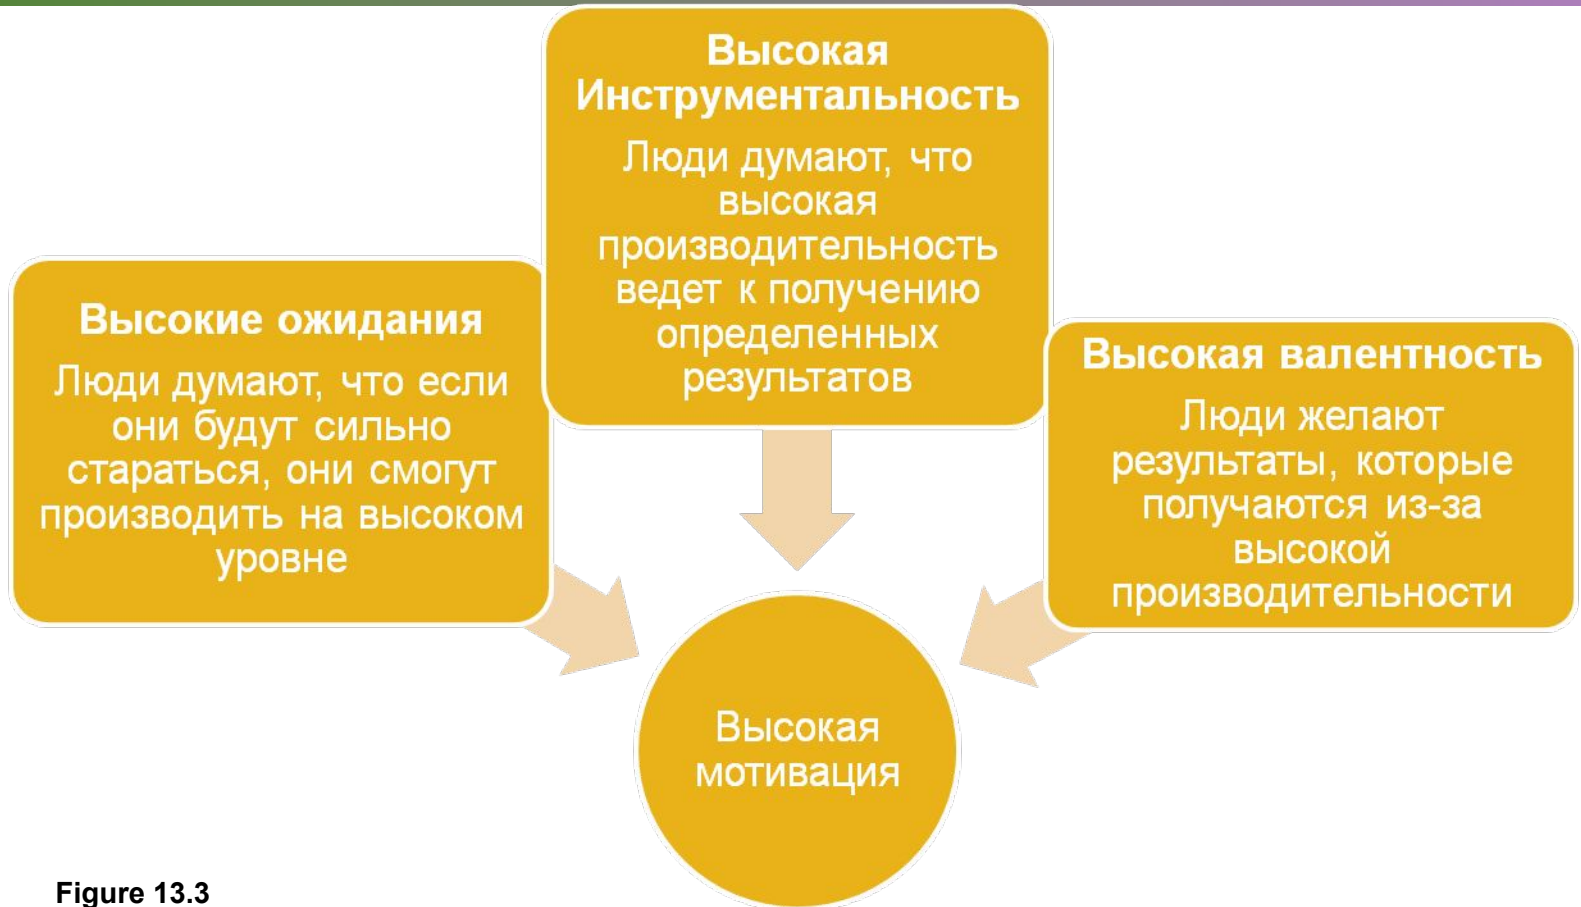 Высокая
Инструментальность
Люди думают, что
высокая
производительность
ведет к получению
определенных
результатов
Высокие ожидания
Люди думают, что если
они будут сильно
стараться, они смогут
производить на высоком
уровне
Высокая валентность
Люди желают
результаты, которые
получаются из-за
высокой
производительности
Высокая
мотивация
Figure 13.3